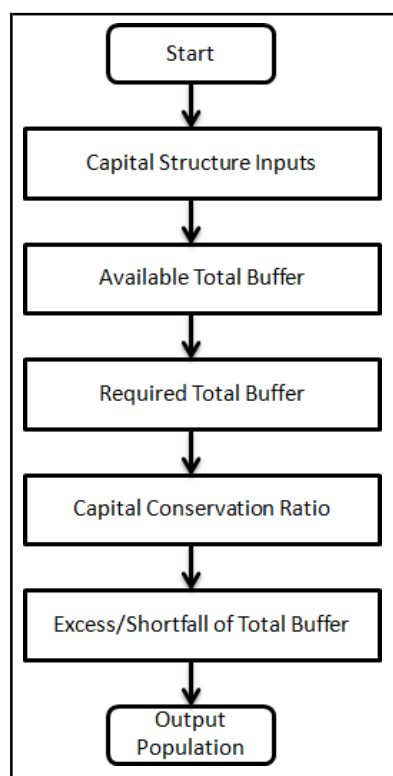 Start
Capital Structure Inputs
Available Total Buffer
Required Total Buffer
Capital Conservation Ratio
Excess/Shortfall of Total Buffer
Output
Population